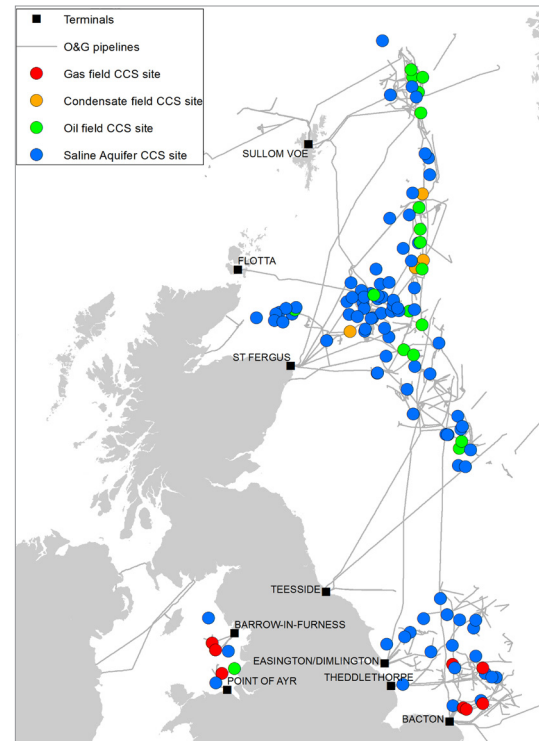 Terminals
O&G pipelines
Gas field CCS site
Condensate field CCS site
Oil field CCS site
Saline Aquifer CCS site
SULLOM VOE
FLOTTA
ST FERGUS
TEESSIDE
BARROW-IN-FURNESS
EASINGTON/DIMLINGTON
POINT OF AYR
THEDDLETHORPE
BACTON